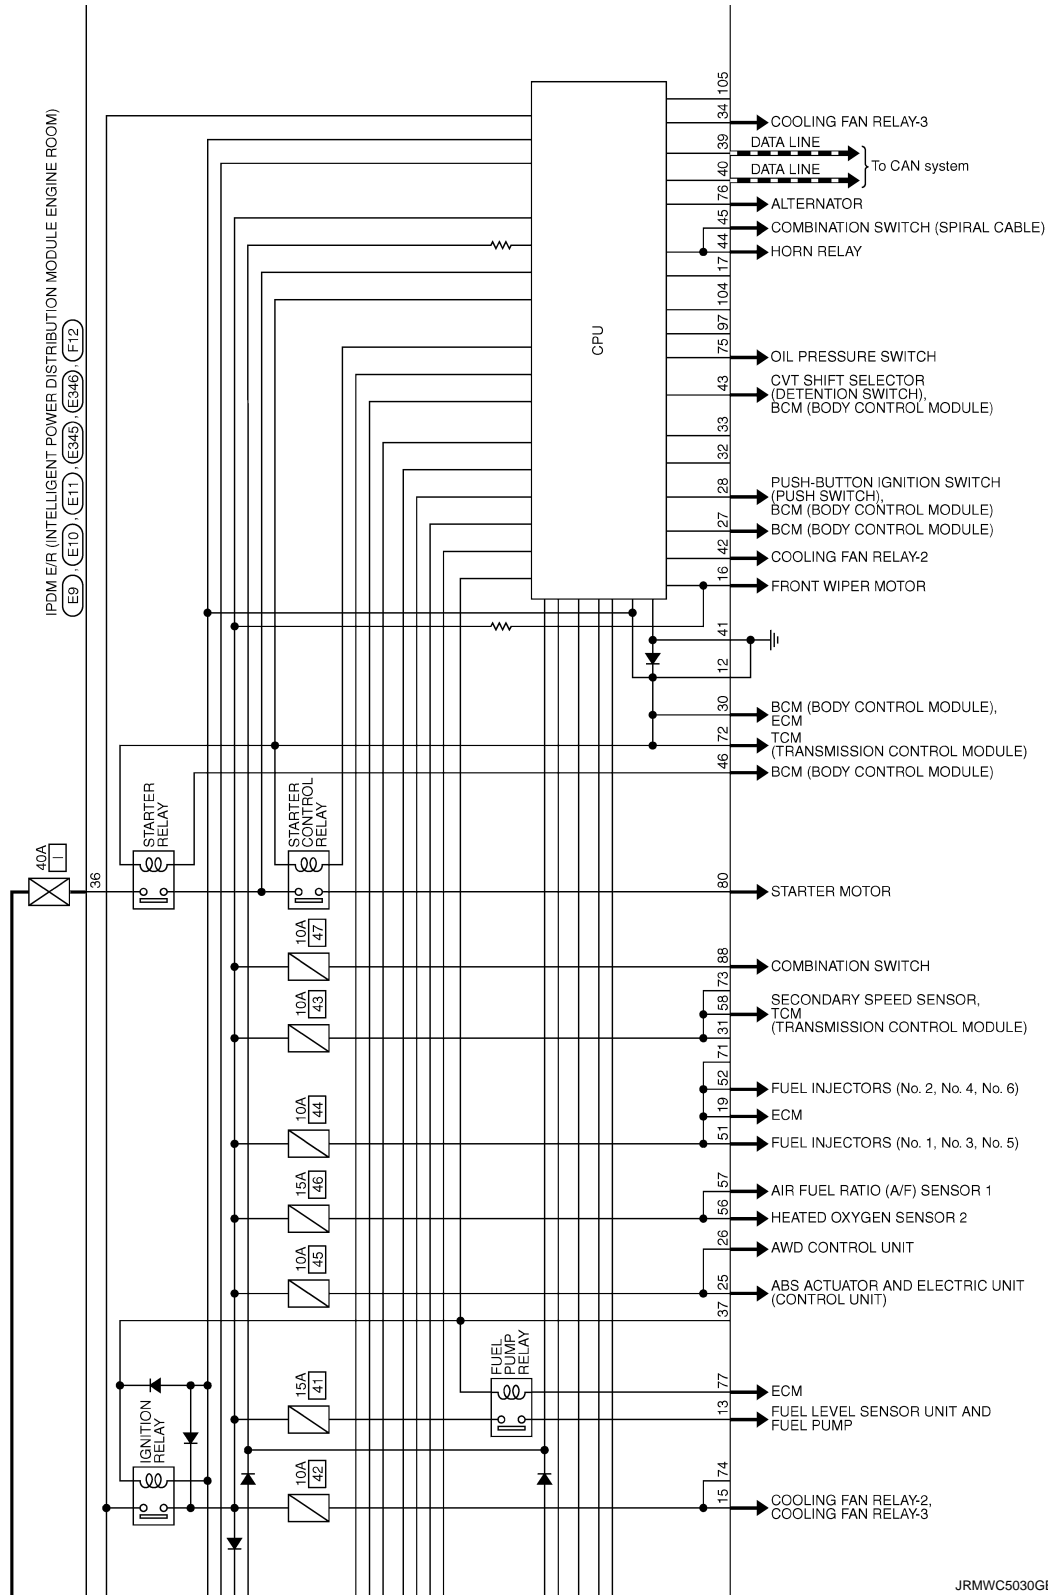 IPDM E/R (INTELLIGENT POWER DISTRIBUTION MODULE ENGINE ROOM)
E9 , E10 , E11 , E345 , E346 , F12
CPU
105
34
COOLING FAN RELAY-3
39
DATA LINE
40
DATA LINE
To CAN system
76
ALTERNATOR
45
COMBINATION SWITCH (SPIRAL CABLE)
44
HORN RELAY
17
104
97
75
OIL PRESSURE SWITCH
43
CVT SHIFT SELECTOR
(DETENTION SWITCH),
BCM (BODY CONTROL MODULE)
33
32
28
PUSH-BUTTON IGNITION SWITCH
(PUSH SWITCH),
BCM (BODY CONTROL MODULE)
27
BCM (BODY CONTROL MODULE)
42
COOLING FAN RELAY-2
16
FRONT WIPER MOTOR
41
12
30
BCM (BODY CONTROL MODULE),
ECM
72
TCM
(TRANSMISSION CONTROL MODULE)
46
BCM (BODY CONTROL MODULE)
STARTER
RELAY
STARTER
CONTROL
RELAY
40A
I
36
80
STARTER MOTOR
10A
47
88
COMBINATION SWITCH
73
10A
43
58
SECONDARY SPEED SENSOR,
TCM
(TRANSMISSION CONTROL MODULE)
31
71
52
FUEL INJECTORS (No. 2, No. 4, No. 6)
10A
44
19
ECM
51
FUEL INJECTORS (No. 1, No. 3, No. 5)
15A
46
57
AIR FUEL RATIO (A/F) SENSOR 1
56
HEATED OXYGEN SENSOR 2
26
AWD CONTROL UNIT
10A
45
25
ABS ACTUATOR AND ELECTRIC UNIT
(CONTROL UNIT)
37
FUEL
PUMP
RELAY
15A
41
77
ECM
13
FUEL LEVEL SENSOR UNIT AND
FUEL PUMP
IGNITION
RELAY
10A
42
74
15
COOLING FAN RELAY-2,
COOLING FAN RELAY-3